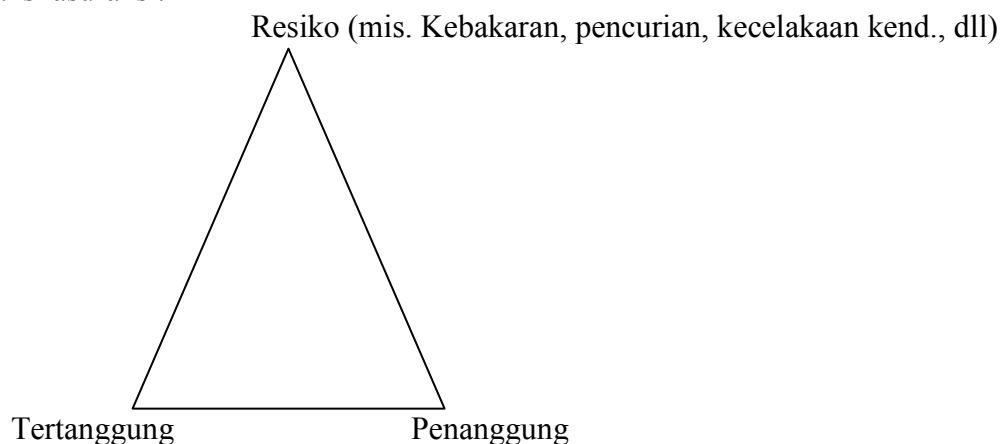 Resiko (mis. Kebakaran, pencurian, kecelakaan kend., dll)
Tertanggung Penanggung